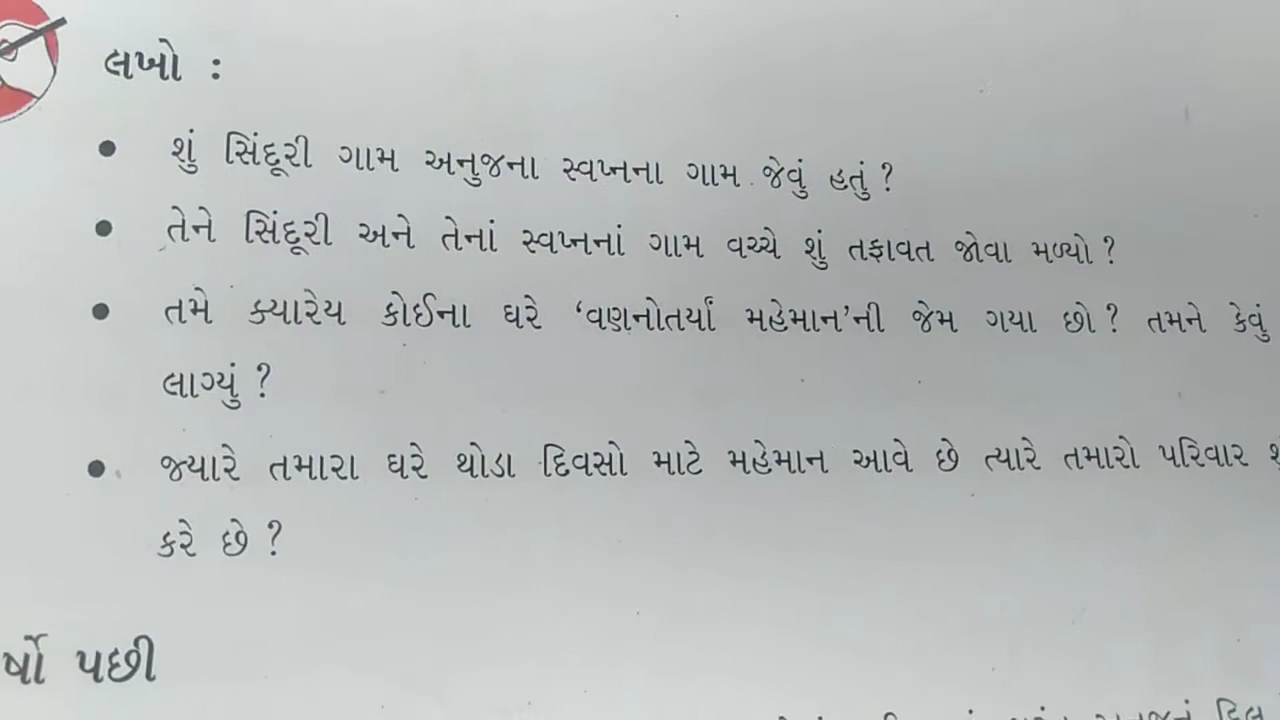 લખો :
• શું સિંદૂરી ગામ અનુજના સ્વપ્નના ગામ જેવું હતું ?
• તેને સિંદૂરી અને તેનાં સ્વપ્નનાં ગામ વચ્ચે શું તફાવત જોવા મળ્યો ?
• તમે ક્યારેય કોઈના ઘરે ‘વણનોતર્યાં મહેમાન’ની જેમ ગયા છો ? તમને કેવું
લાગ્યું ?
• જ્યારે તમારા ઘરે થોડા દિવસો માટે મહેમાન આવે છે ત્યારે તમારો પરિવાર
કરે છે ?
પછી